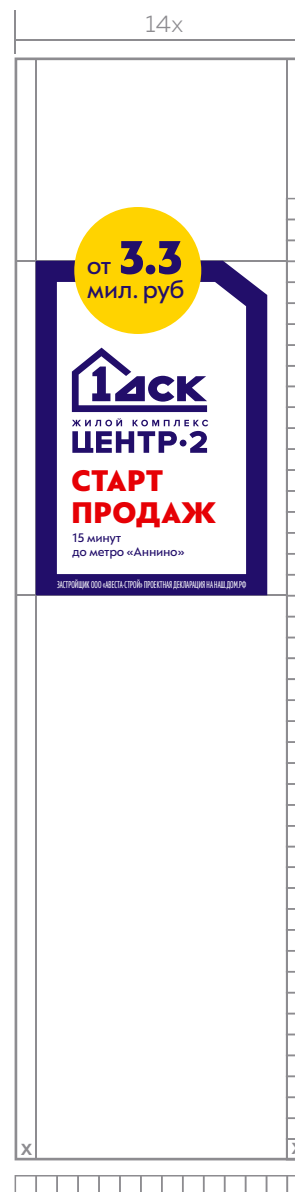 14x
от 3.3
мил. руб
1ДСК
ЖИЛОЙ КОМПЛЕКС
ЦЕНТР·2
СТАРТ
ПРОДАЖ
15 минут
до метро «Аннино»
ЗАСТРОЙЩИК ООО «АВЕСТА-СТРОЙ» ПРОЕКТНАЯ ДЕКЛАРАЦИЯ НА НАШ.ДОМ.РФ
x